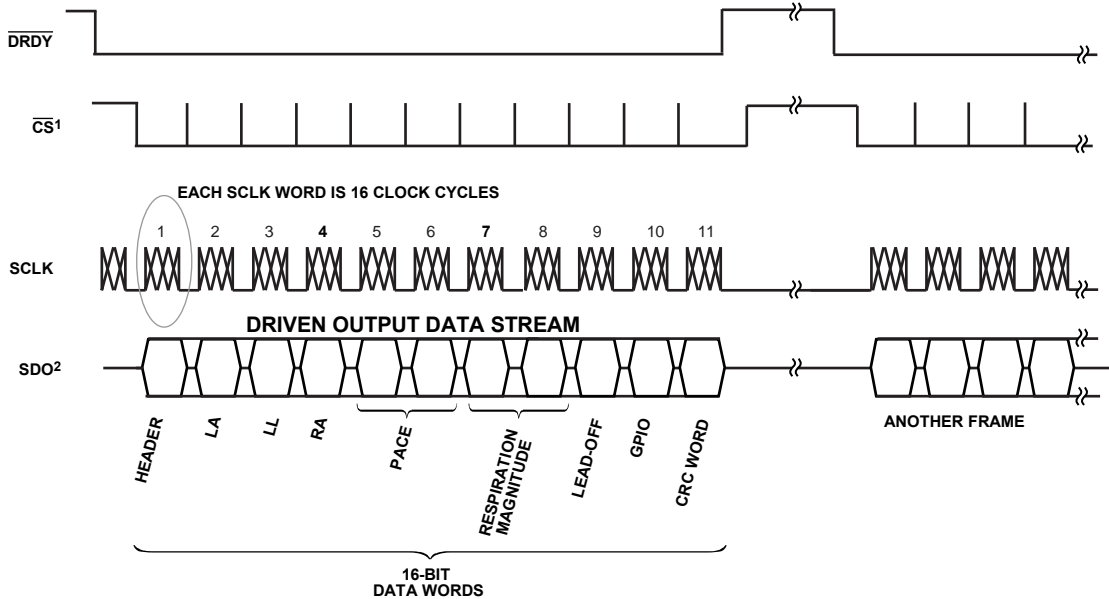 DRDY
CS1
EACH SCLK WORD IS 16 CLOCK CYCLES
1 2 3 4 5 6 7 8 9 10 11
SCLK
DRIVEN OUTPUT DATA STREAM
SDO2
HEADER
LA
LL
RA
PACE
RESPIRATION
MAGNITUDE
LEAD-OFF
GPIO
CRC WORD
ANOTHER FRAME
16-BIT
DATA WORDS